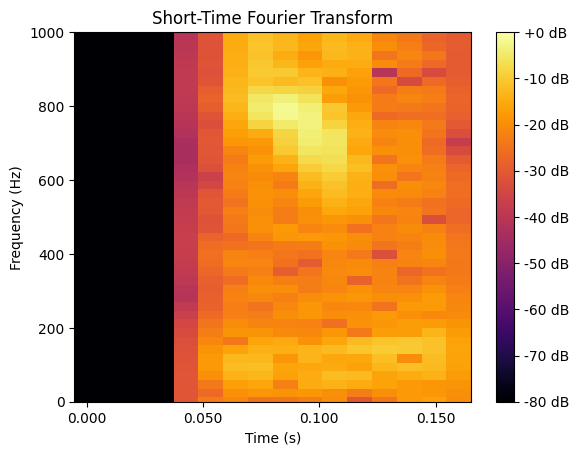 Short-Time Fourier Transform
1000
800
600
400
200
0
Frequency (Hz)
0.000
0.050
0.100
0.150
Time (s)
+0 dB
-10 dB
-20 dB
-30 dB
-40 dB
-50 dB
-60 dB
-70 dB
-80 dB